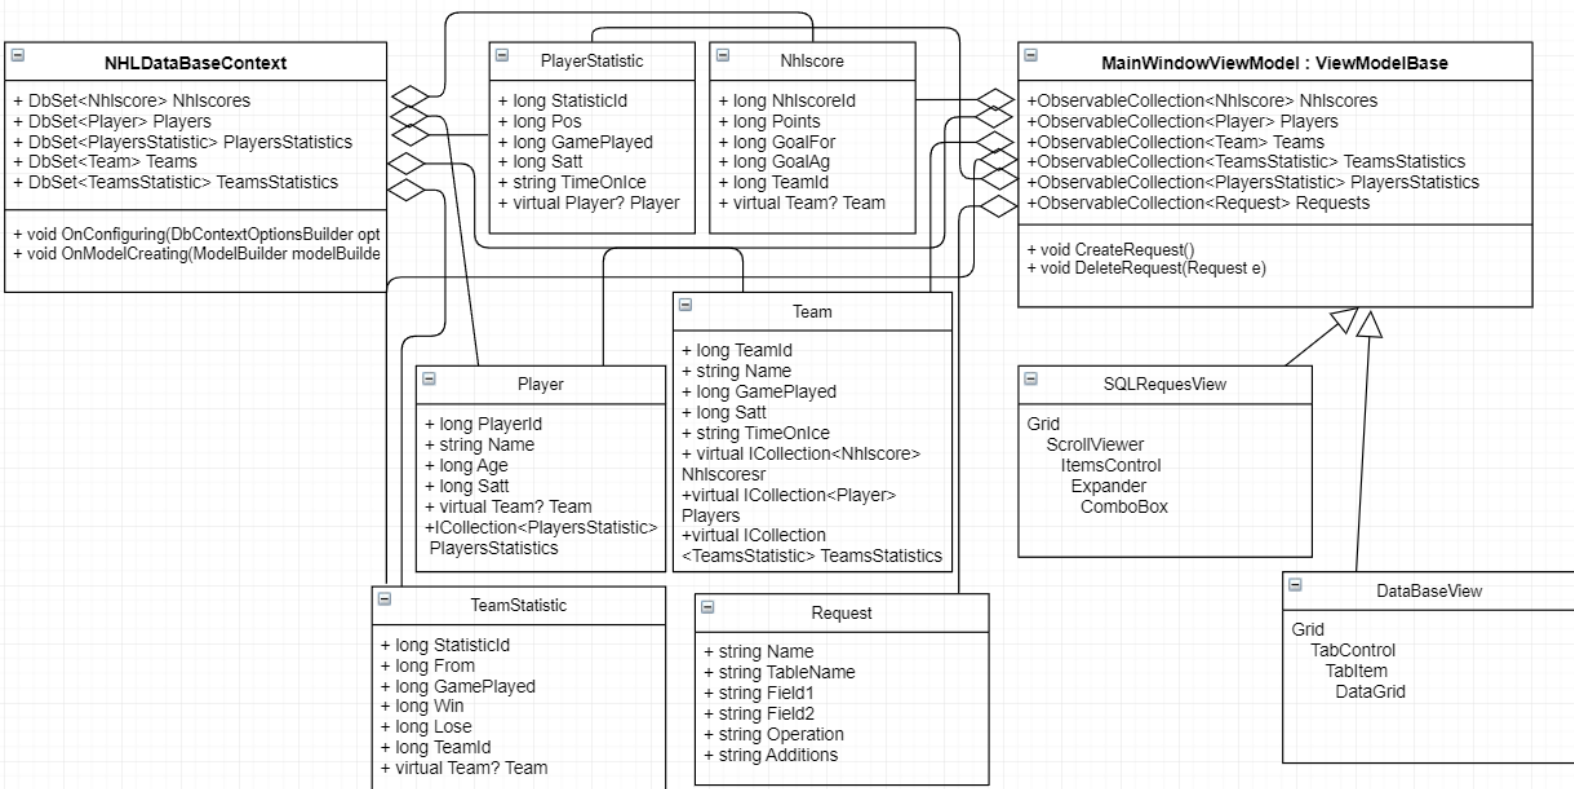 NHLDataBaseContext
+ DbSet<Nhlscore> Nhlscores
+ DbSet<Player> Players
+ DbSet<PlayersStatistic> PlayersStatistics
+ DbSet<Team> Teams
+ DbSet<TeamsStatistic> TeamsStatistics
+ void OnConfiguring(DbContextOptionsBuilder opt
+ void OnModelCreating(ModelBuilder modelBuilde
PlayerStatistic
+ long StatisticId
+ long Pos
+ long GamePlayed
+ long Satt
+ string TimeOnIce
+ virtual Player? Player
Nhlscore
+ long NhlscoreId
+ long Points
+ long GoalFor
+ long GoalAg
+ long TeamId
+ virtual Team? Team
MainWindowViewModel : ViewModelBase
+ObservableCollection<Nhlscore> Nhlscores
+ObservableCollection<Player> Players
+ObservableCollection<Team> Teams
+ObservableCollection<TeamsStatistic> TeamsStatistics
+ObservableCollection<PlayersStatistic> PlayersStatistics
+ObservableCollection<Request> Requests
+ void CreateRequest()
+ void DeleteRequest(Request e)
Player
+ long PlayerId
+ string Name
+ long Age
+ long Satt
+ virtual Team? Team
+ICollection<PlayersStatistic>
PlayersStatistics
Team
+ long TeamId
+ string Name
+ long GamePlayed
+ long Satt
+ string TimeOnIce
+ virtual ICollection<Nhlscore>
Nhlscoresr
+virtual ICollection<Player>
Players
+virtual ICollection
<TeamsStatistic> TeamsStatistics
SQLRequesView
Grid
ScrollViewer
ItemsControl
Expander
ComboBox
TeamStatistic
+ long StatisticId
+ long From
+ long GamePlayed
+ long Win
+ long Lose
+ long TeamId
+ virtual Team? Team
Request
+ string Name
+ string TableName
+ string Field1
+ string Field2
+ string Operation
+ string Additions
DataBaseView
Grid
TabControl
TabItem
DataGrid